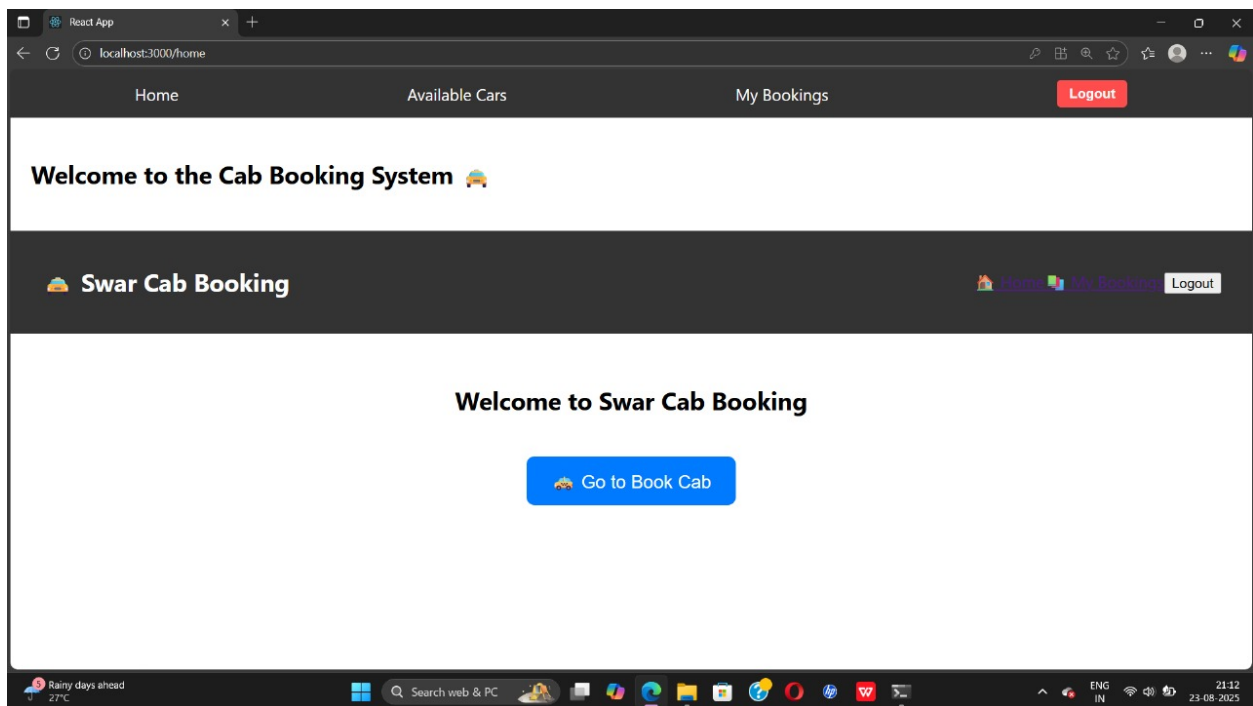 React App
localhost:3000/home
Home Available Cars My Bookings Logout
Welcome to the Cab Booking System 🚖
🚖 Swar Cab Booking 🏠 Home 📚 My Bookings Logout
Welcome to Swar Cab Booking
🚕 Go to Book Cab
5
Rainy days ahead
27°C
Search web & PC
ENG
IN
21:12
23-08-2025